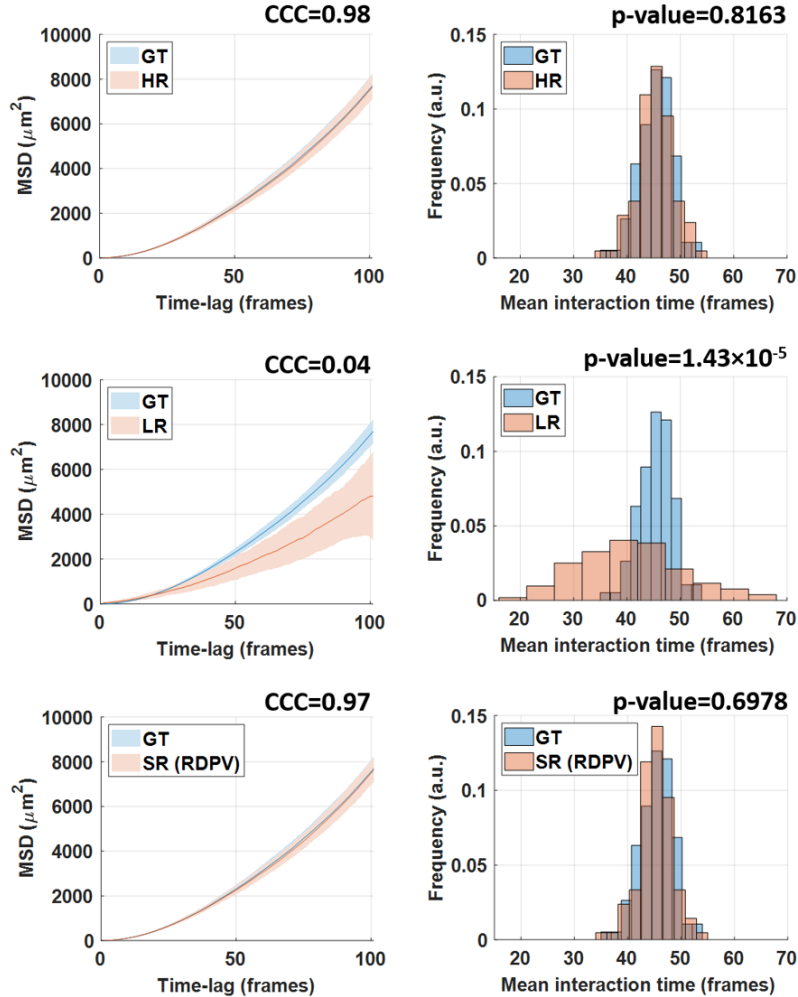 CCC=0.98
10000
8000
6000
4000
2000
0
MSD (μm²)
GT
HR
0 50 100
Time-lag (frames)
p-value=0.8163
0.15
0.1
0.05
0
Frequency (a.u.)
GT
HR
20 30 40 50 60 70
Mean interaction time (frames)
CCC=0.04
10000
8000
6000
4000
2000
0
MSD (μm²)
GT
LR
0 50 100
Time-lag (frames)
p-value=1.43×10⁻⁵
0.15
0.1
0.05
0
Frequency (a.u.)
GT
LR
20 30 40 50 60 70
Mean interaction time (frames)
CCC=0.97
10000
8000
6000
4000
2000
0
MSD (μm²)
GT
SR (RDPV)
0 50 100
Time-lag (frames)
p-value=0.6978
0.15
0.1
0.05
0
Frequency (a.u.)
GT
SR (RDPV)
20 30 40 50 60 70
Mean interaction time (frames)